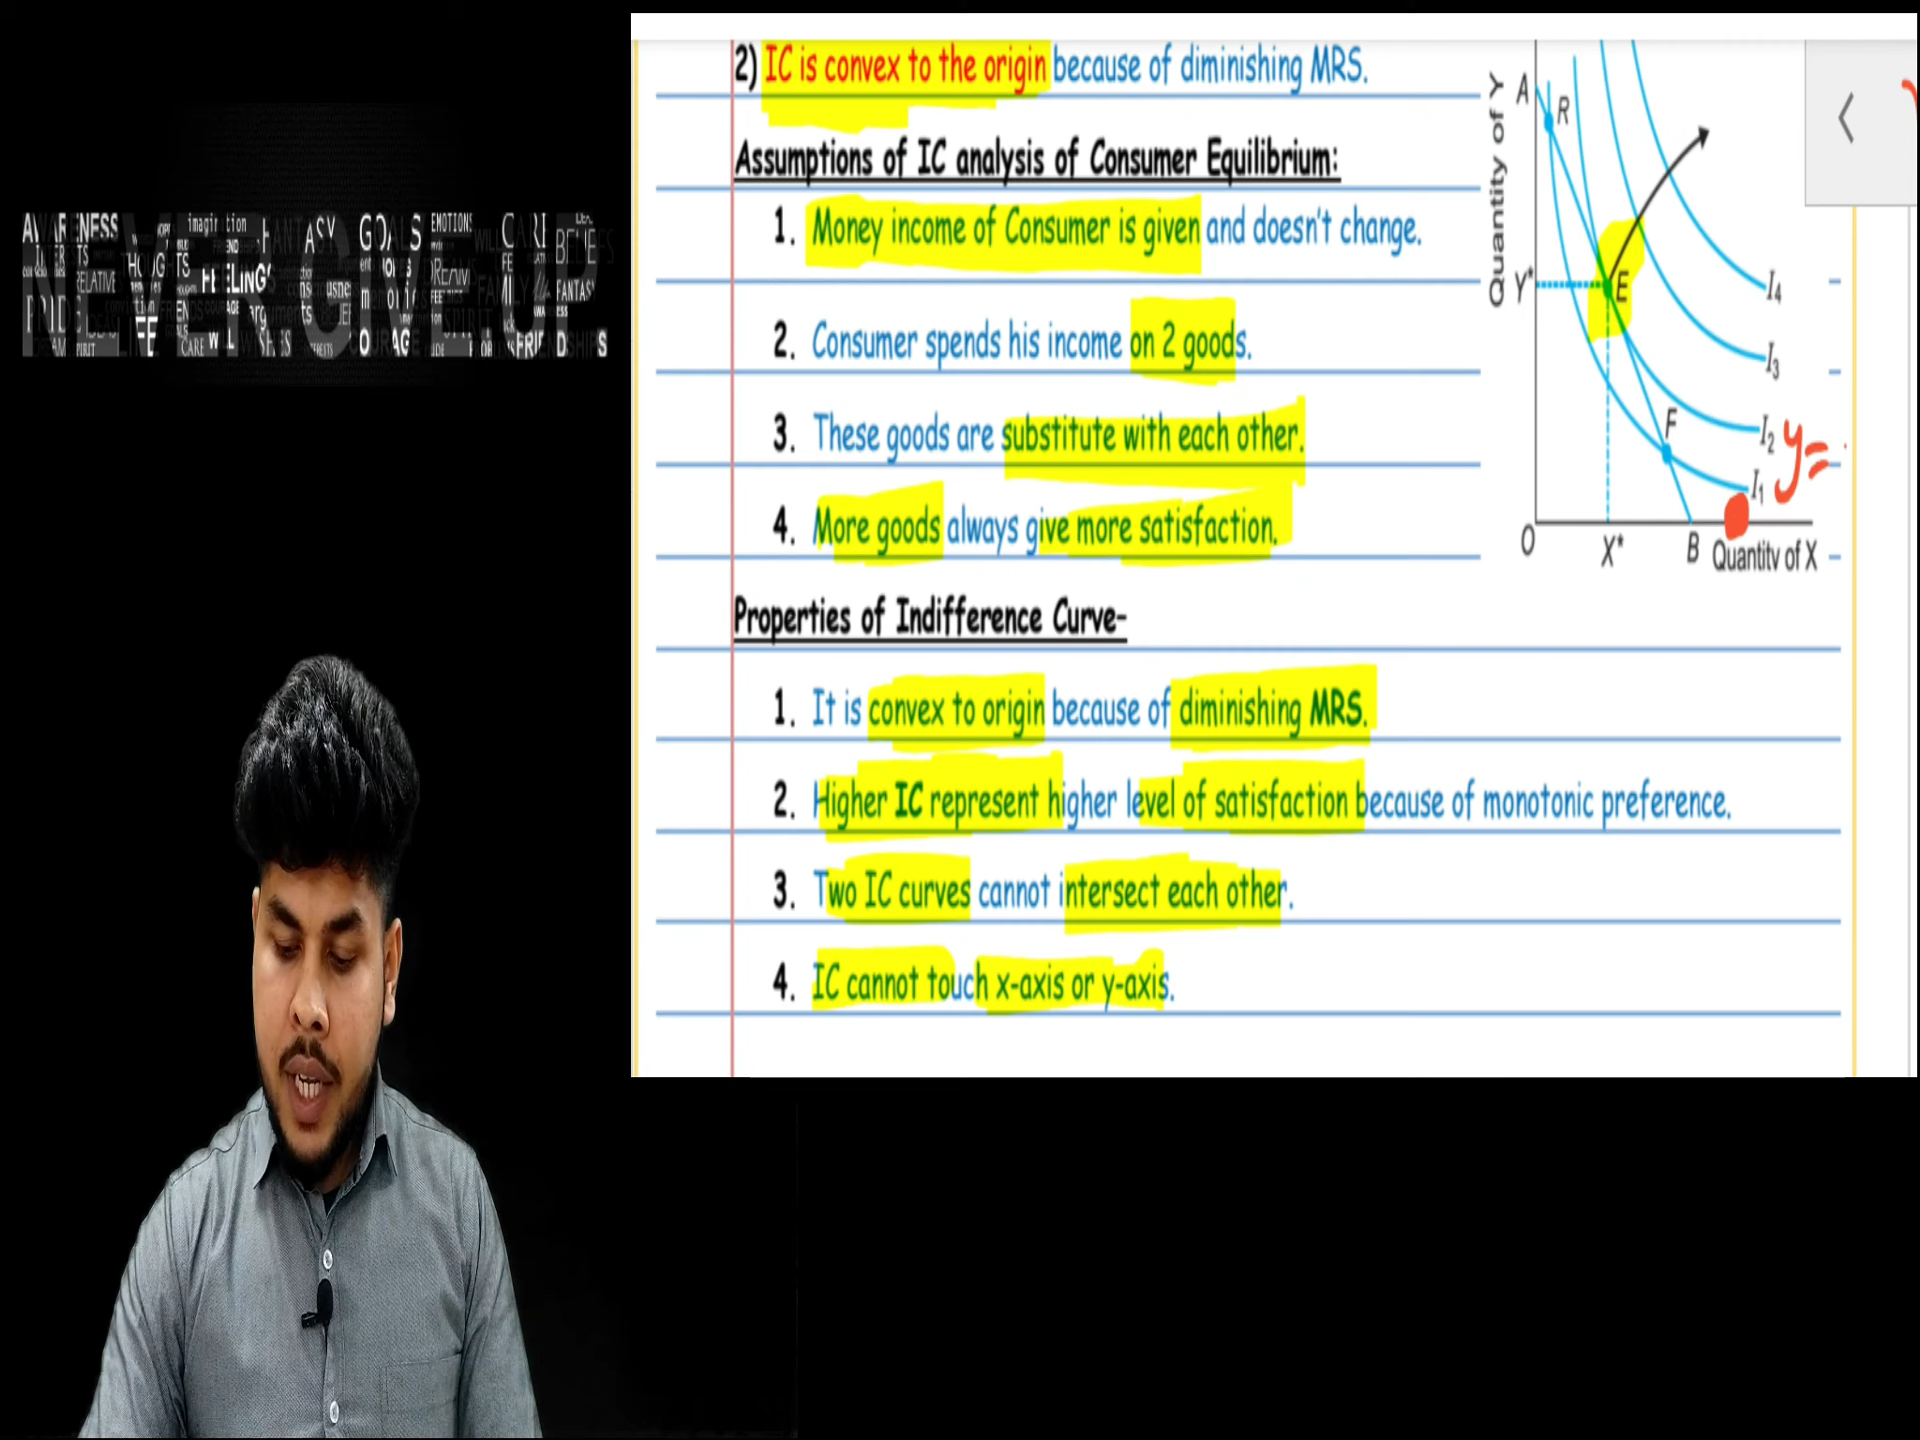 NEVER GIVE UP.
2) IC is convex to the origin because of diminishing MRS.
Assumptions of IC analysis of Consumer Equilibrium:
1. Money income of Consumer is given and doesn't change.
2. Consumer spends his income on 2 goods.
3. These goods are substitute with each other.
4. More goods always give more satisfaction.
Quantity of Y
A
R
Y*
E
I4
I3
F
I2
y=
I1
O
X*
B
Quantity of X
Properties of Indifference Curve-
1. It is convex to origin because of diminishing MRS.
2. Higher IC represent higher level of satisfaction because of monotonic preference.
3. Two IC curves cannot intersect each other.
4. IC cannot touch x-axis or y-axis.